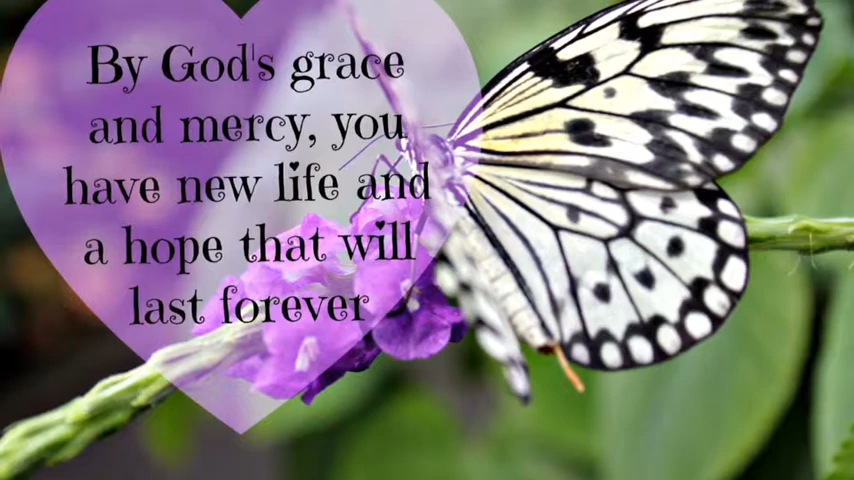 By God's grace
and mercy, you
have new life and
a hope that will
last forever